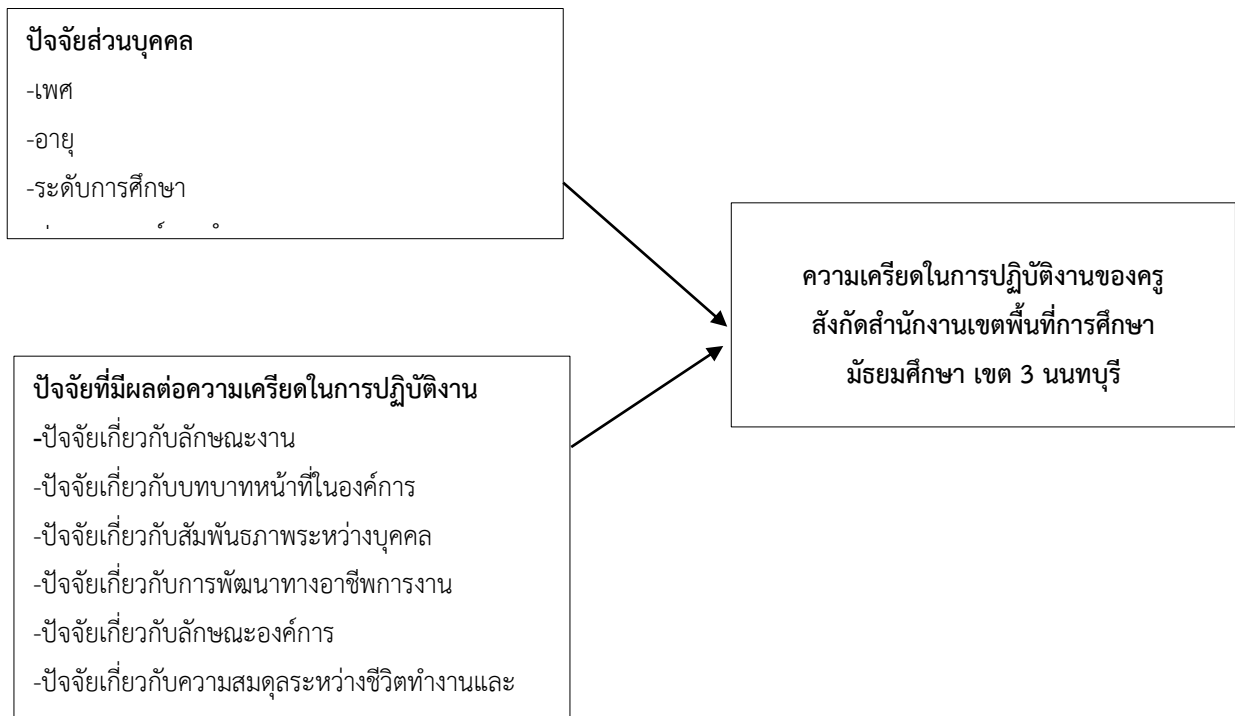 ปัจจัยส่วนบุคคล
-เพศ
-อายุ
-ระดับการศึกษา
ความเครียดในการปฏิบัติงานของครู
สังกัดสำนักงานเขตพื้นที่การศึกษา
มัธยมศึกษา เขต 3 นนทบุรี
ปัจจัยที่มีผลต่อความเครียดในการปฏิบัติงาน
-ปัจจัยเกี่ยวกับลักษณะงาน
-ปัจจัยเกี่ยวกับบทบาทหน้าที่ในองค์การ
-ปัจจัยเกี่ยวกับสัมพันธภาพระหว่างบุคคล
-ปัจจัยเกี่ยวกับการพัฒนาทางอาชีพการงาน
-ปัจจัยเกี่ยวกับลักษณะองค์การ
-ปัจจัยเกี่ยวกับความสมดุลระหว่างชีวิตทำงานและ